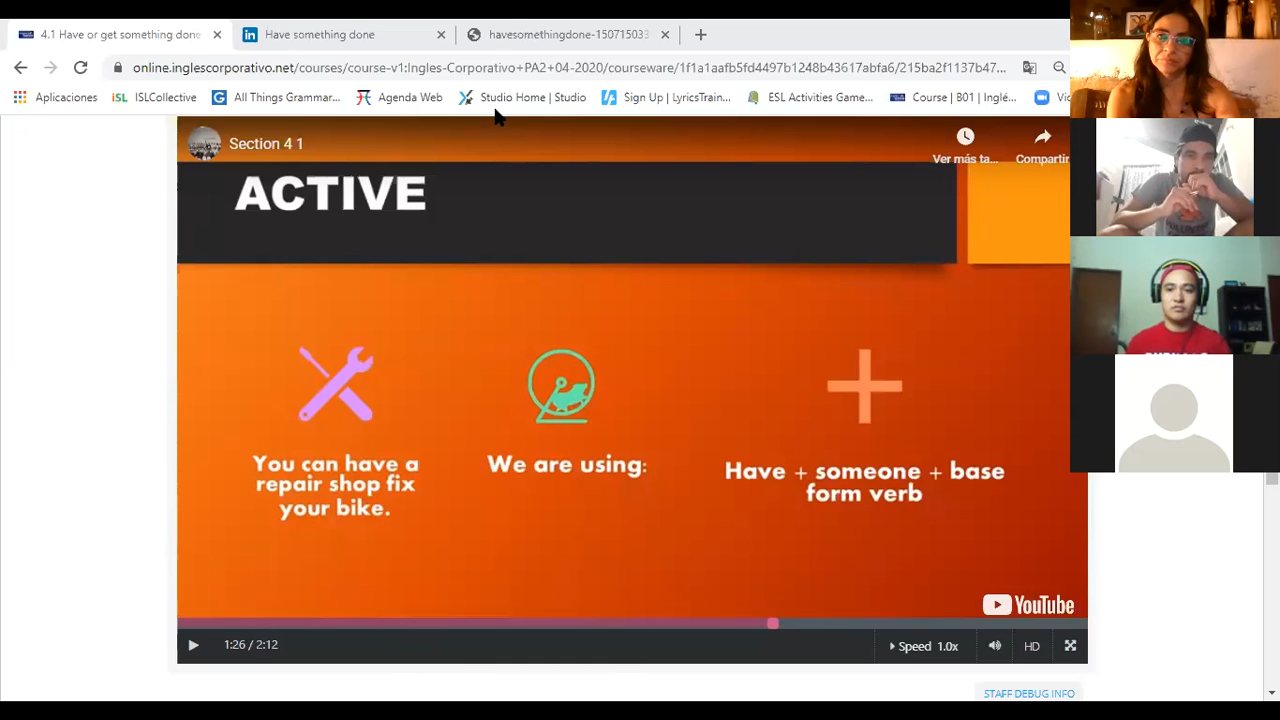 4.1 Have or get something done
Have something done
havesomethingdone-150715033
online.inglescorporativo.net/courses/course-v1:Ingles-Corporativo+PA2+04-2020/courseware/1f1a1aafb5fd4497b1248b43617abfa6/215ba2f1137b47...
Aplicaciones
iSLCollective
All Things Grammar...
Agenda Web
Studio Home | Studio
Sign Up | LyricsTrain...
ESL Activities Game...
Course | B01 | Inglé...
Section 4 1
Ver más ta...
Compartir
ACTIVE
You can have a
repair shop fix
your bike.
We are using:
Have + someone + base
form verb
YouTube
1:26 / 2:12
Speed 1.0x
HD
STAFF DEBUG INFO